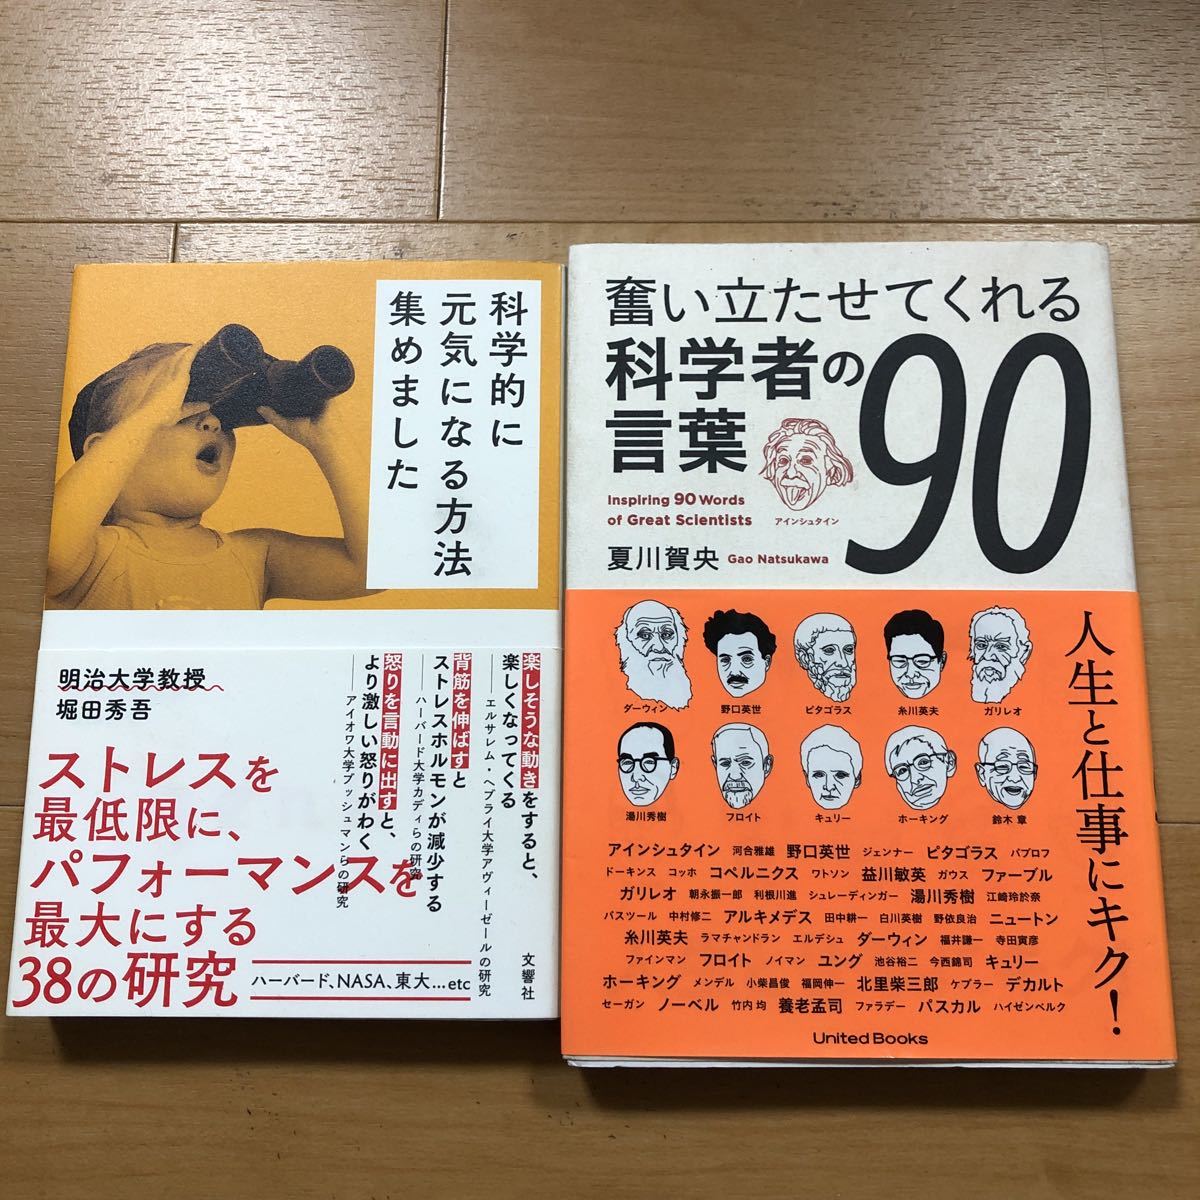 科学的に
元気になる方法
集めました
明治大学教授
堀田秀吾
楽しそうな動きをすると、
楽しくなってくる
――エルサレム・ヘブライ大学アヴィーゼールの研究
背筋を伸ばすと
ストレスホルモンが減少する
――ハーバード大学カディらの研究
怒りを言動に出すと、
より激しい怒りがわく
――アイオワ大学ブッシュマンらの研究
ストレスを
最低限に、
パフォーマンスを
最大にする
38の研究
ハーバード、NASA、東大…etc
文響社
奮い立たせてくれる
科学者の
言葉
90
Inspiring 90 Words
of Great Scientists
アインシュタイン
夏川賀央 Gao Natsukawa
人生と仕事にキク!
ダーウィン 野口英世 ピタゴラス 糸川英夫 ガリレオ
湯川秀樹 フロイト キュリー ホーキング 鈴木 章
アインシュタイン 河合雅雄 野口英世 ジェンナー ピタゴラス パブロフ
ドーキンス コッホ コペルニクス ワトソン 益川敏英 ガウス ファーブル
ガリレオ 朝永振一郎 利根川進 シュレーディンガー 湯川秀樹 江崎玲於奈
パスツール 中村修二 アルキメデス 田中耕一 白川英樹 野依良治 ニュートン
糸川英夫 ラマチャンドラン エルデシュ ダーウィン 福井謙一 寺田寅彦
ファインマン フロイト ノイマン ユング 池谷裕二 今西錦司 キュリー
ホーキング メンデル 小柴昌俊 福岡伸一 北里柴三郎 ケプラー デカルト
セーガン ノーベル 竹内 均 養老孟司 ファラデー パスカル ハイゼンベルク
United Books